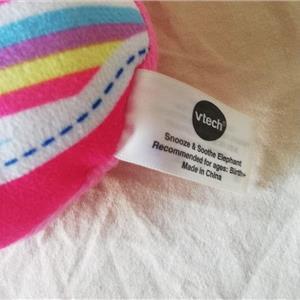 vtech
Snooze & Soothe Elephant
Recommended for ages: Birth+
Made in China